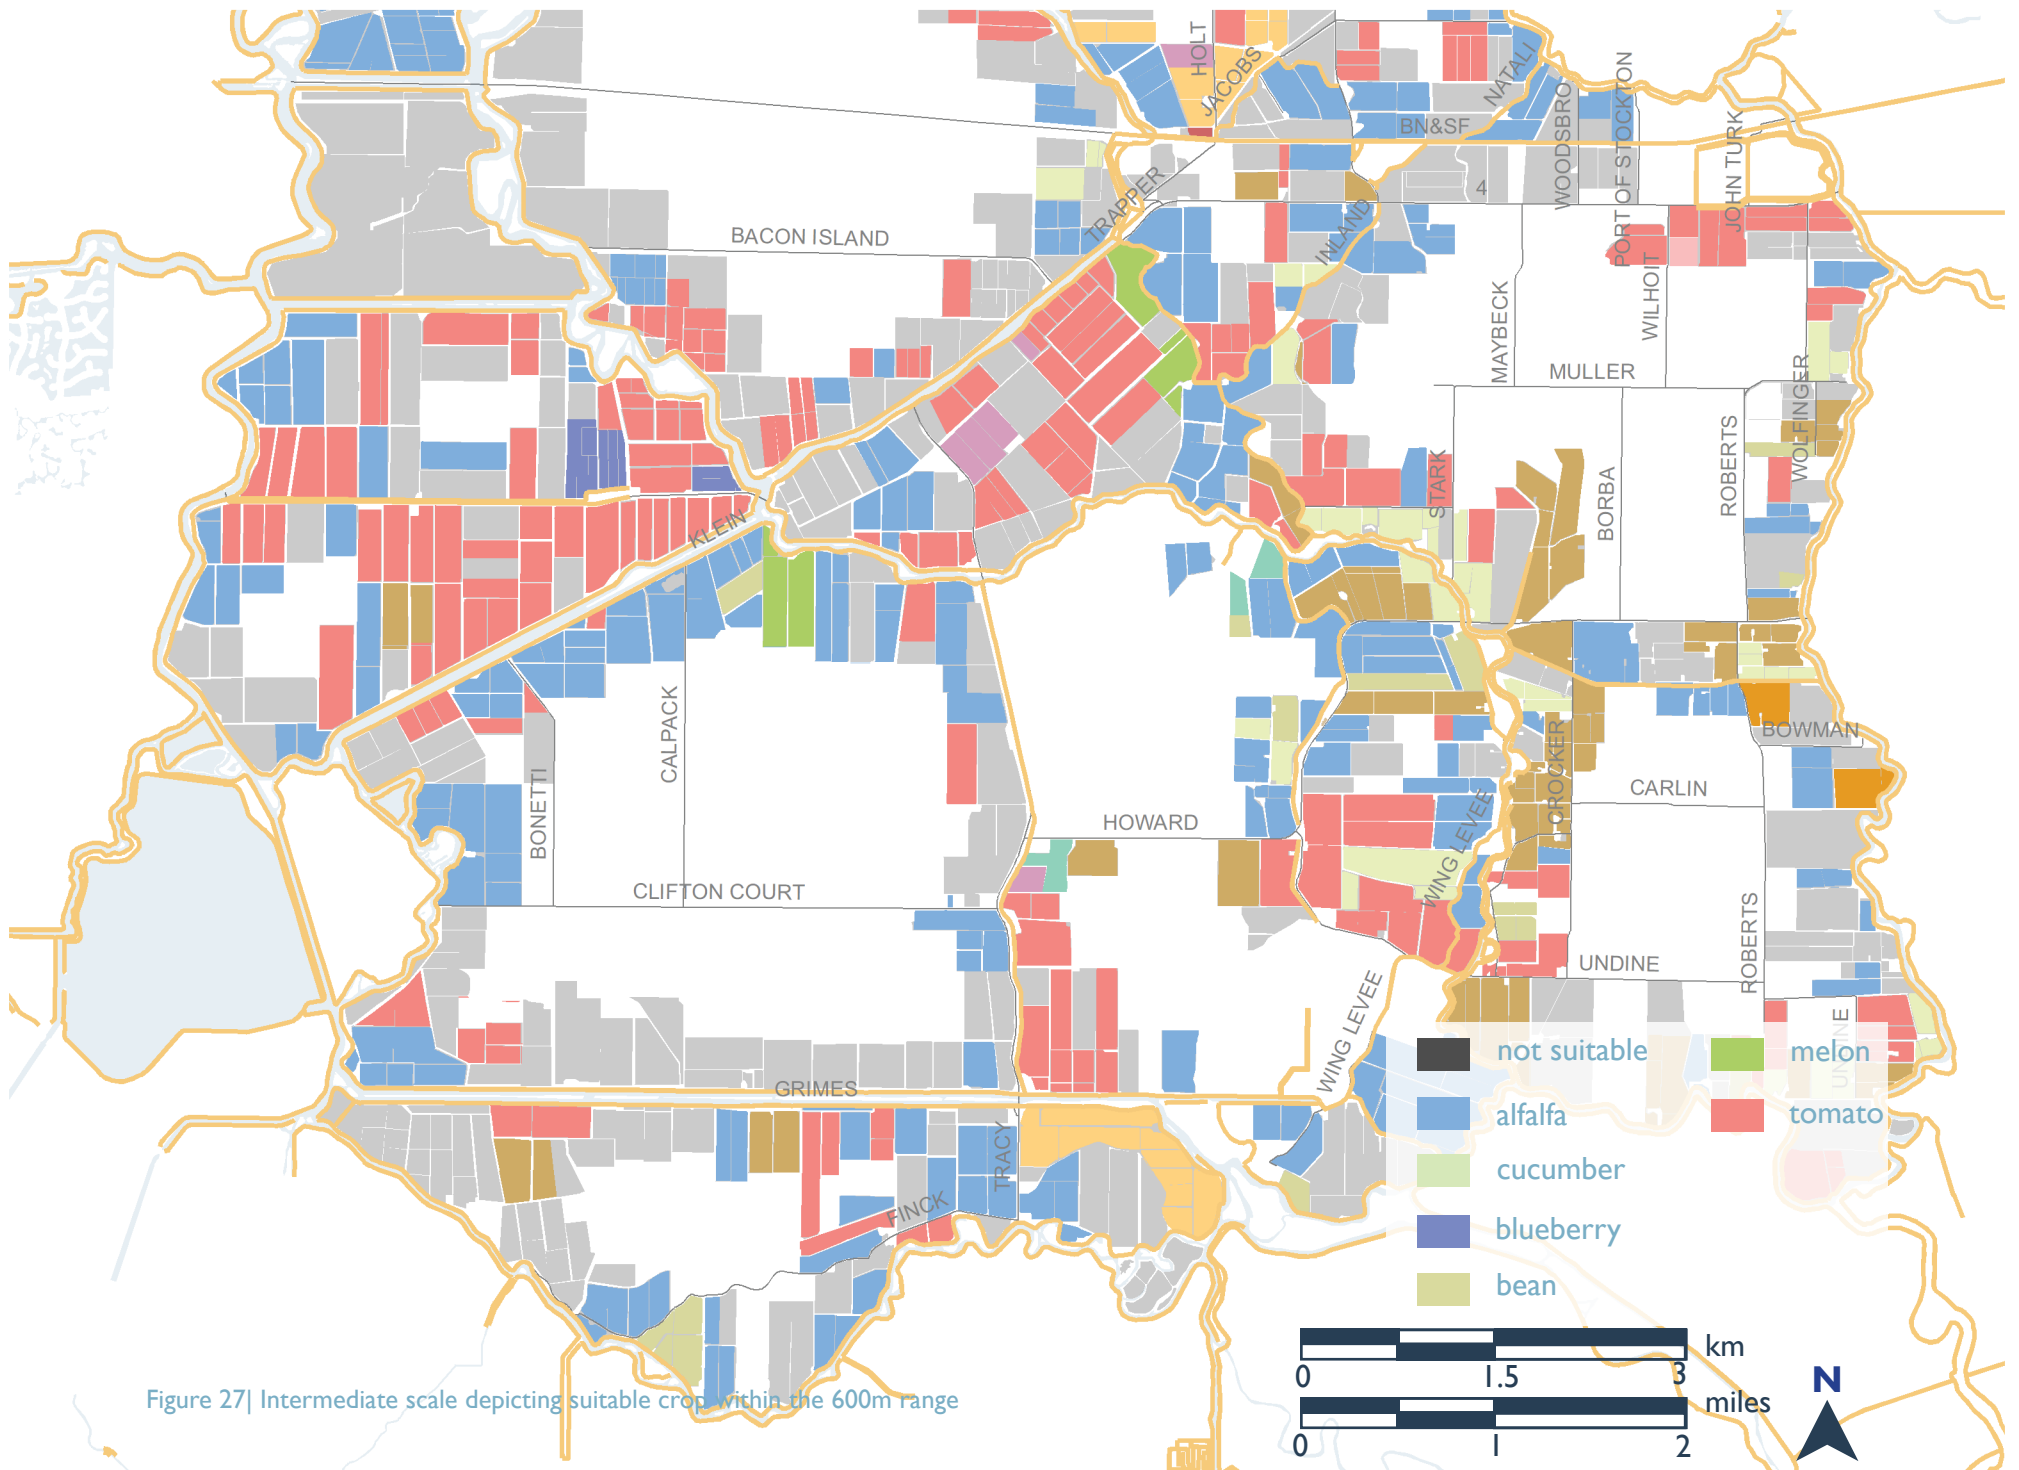 HOLT
JACOBS
NATALI
BN&SF
WOODSBRO
PORT OF STOCKTON
JOHN TURK
4
TRAPPER
INLAND
BACON ISLAND
MAYBECK
WILHOIT
MULLER
WOLFINGER
STARK
BORBA
ROBERTS
KLEIN
CALPACK
BONETTI
CROCKER
BOWMAN
CARLIN
HOWARD
WING LEVEE
CLIFTON COURT
ROBERTS
UNDINE
WING LEVEE
UNDINE
GRIMES
TRACY
FINCK
not suitable
melon
alfalfa
tomato
cucumber
blueberry
bean
km
0 1.5 3
miles
0 1 2
N
Figure 27| Intermediate scale depicting suitable crop within the 600m range